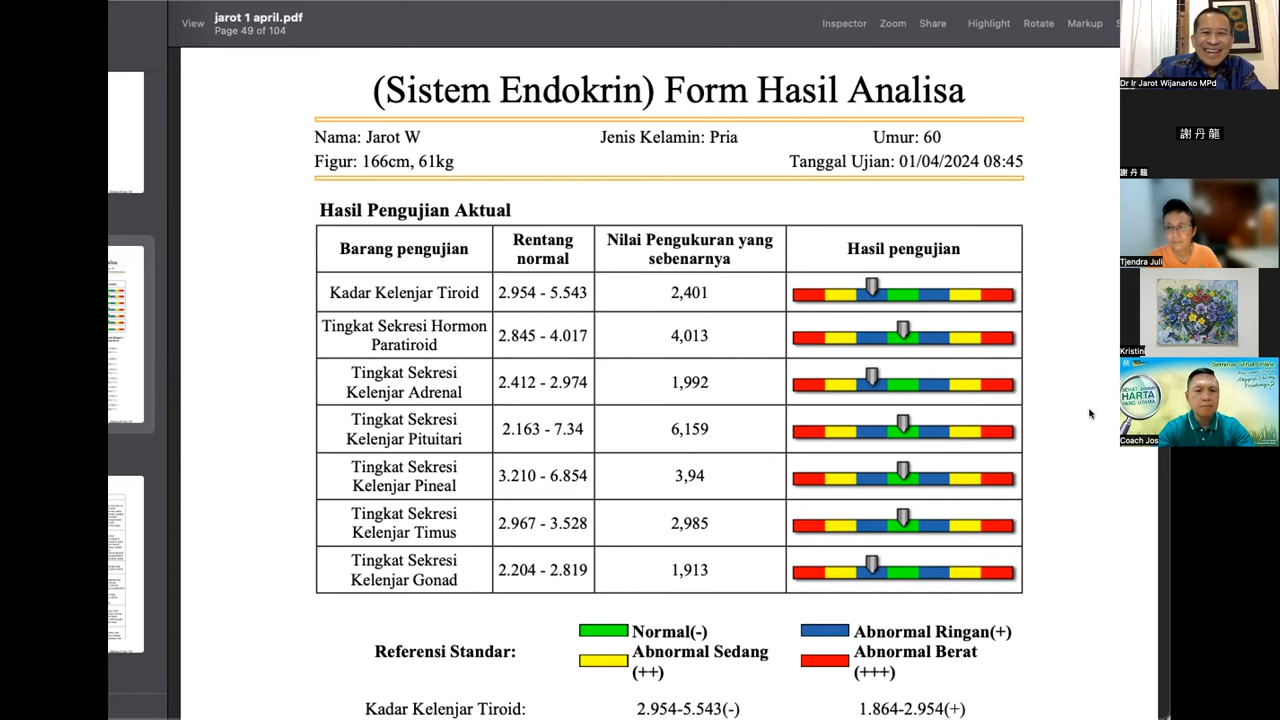 View
jarot 1 april.pdf
Page 49 of 104
Inspector
Zoom
Share
Highlight
Rotate
Markup
(Sistem Endokrin) Form Hasil Analisa
Nama: Jarot W
Jenis Kelamin: Pria
Umur: 60
Figur: 166cm, 61kg
Tanggal Ujian: 01/04/2024 08:45
Hasil Pengujian Aktual
Barang pengujian
Rentang
normal
Nilai Pengukuran yang
sebenarnya
Hasil pengujian
Kadar Kelenjar Tiroid
2.954 - 5.543
2,401
Tingkat Sekresi Hormon
Paratiroid
2.845 - 4.017
4,013
Tingkat Sekresi
Kelenjar Adrenal
2.412 - 2.974
1,992
Tingkat Sekresi
Kelenjar Pituitari
2.163 - 7.34
6,159
Tingkat Sekresi
Kelenjar Pineal
3.210 - 6.854
3,94
Tingkat Sekresi
Kelenjar Timus
2.967 - 3.528
2,985
Tingkat Sekresi
Kelenjar Gonad
2.204 - 2.819
1,913
Referensi Standar:
Normal(-)
Abnormal Ringan(+)
Abnormal Sedang
(++)
Abnormal Berat
(+++)
Kadar Kelenjar Tiroid:
2.954-5.543(-)
1.864-2.954(+)
Dr Ir Jarot Wijanarko MPd
謝 丹 龍
謝 丹 龍
Tjendra Juli
Kristini
Seminar Sehat Online
SEHAT adalah
HARTA
YANG UTAMA
Coach Jos